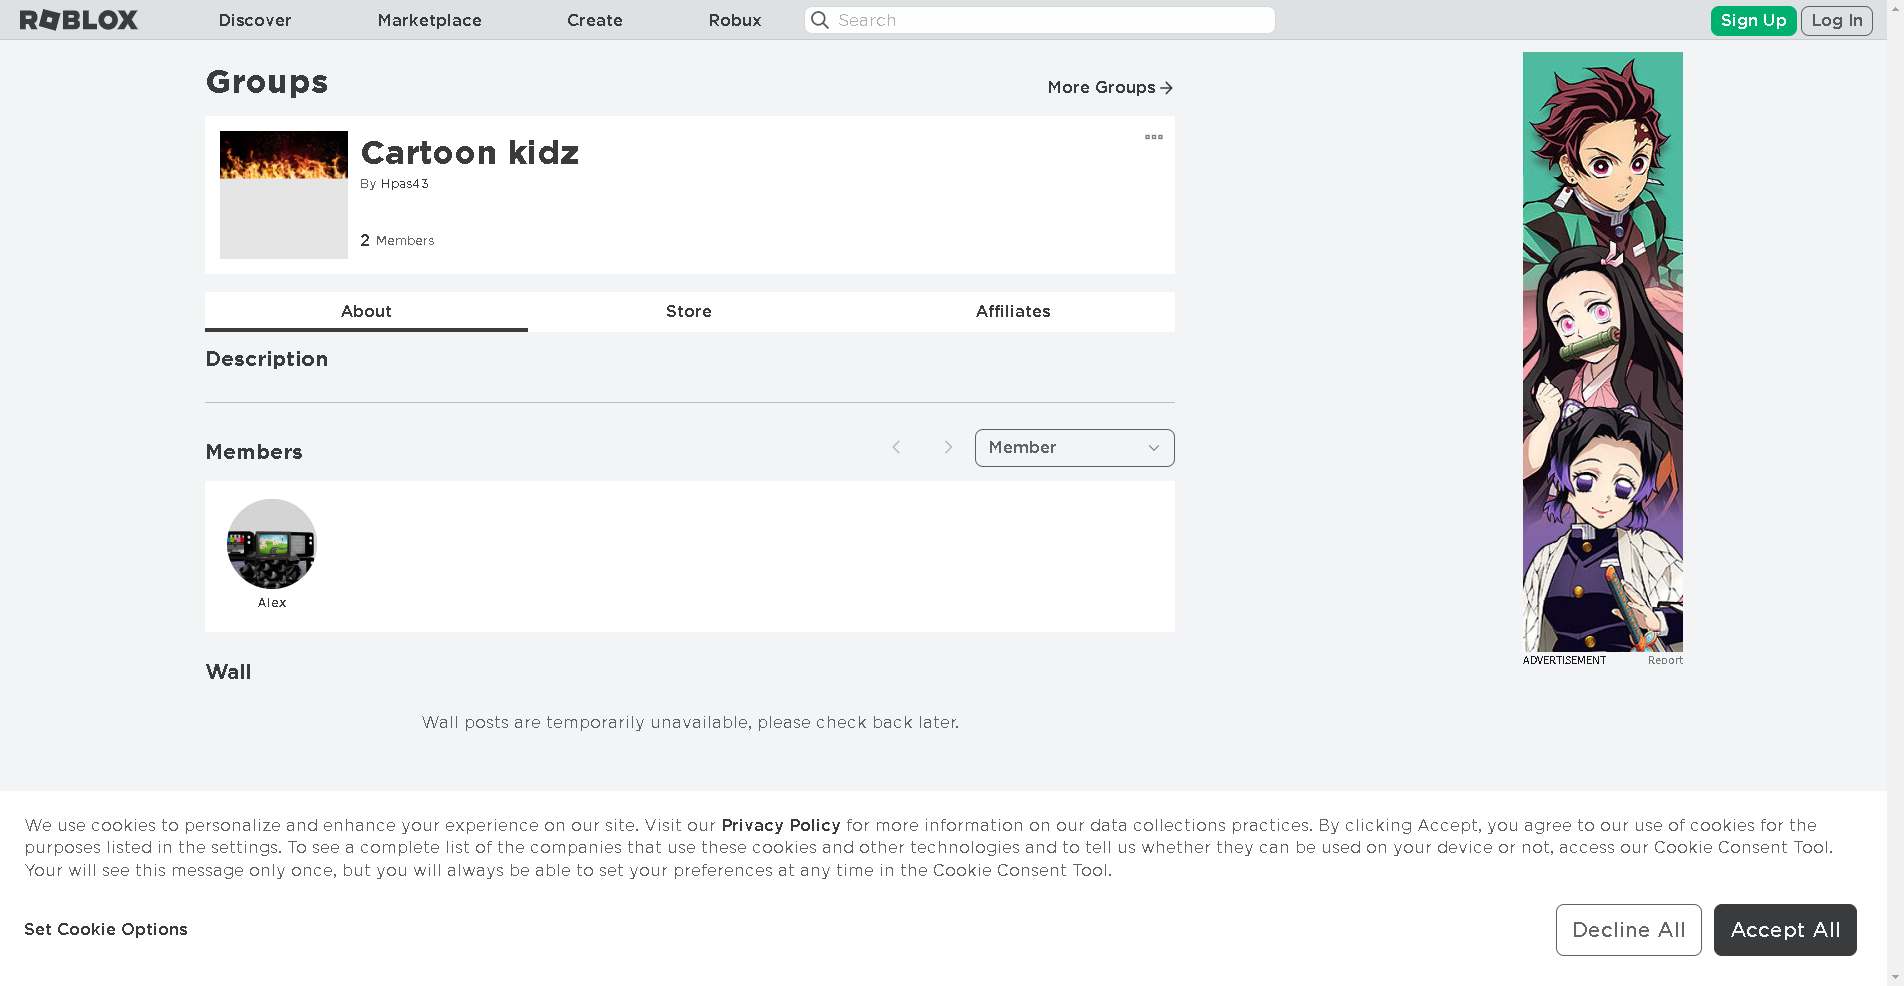 ROBLOX
Discover
Marketplace
Create
Robux
Search
Sign Up
Log In
Groups
More Groups
Cartoon kidz
By Hpas43
2 Members
About
Store
Affiliates
Description
Members
Member
Alex
Wall
Wall posts are temporarily unavailable, please check back later.
ADVERTISEMENT
Report
We use cookies to personalize and enhance your experience on our site. Visit our Privacy Policy for more information on our data collections practices. By clicking Accept, you agree to our use of cookies for the
purposes listed in the settings. To see a complete list of the companies that use these cookies and other technologies and to tell us whether they can be used on your device or not, access our Cookie Consent Tool.
Your will see this message only once, but you will always be able to set your preferences at any time in the Cookie Consent Tool.
Set Cookie Options
Decline All
Accept All